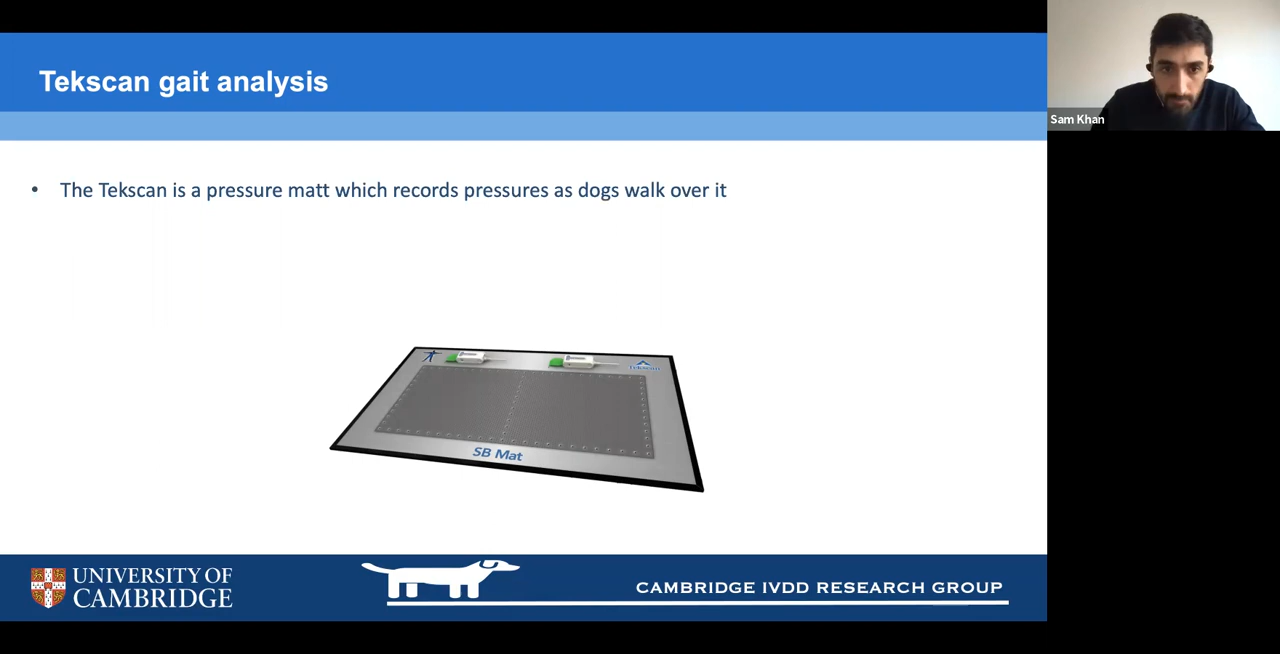 Tekscan gait analysis
Sam Khan
• The Tekscan is a pressure matt which records pressures as dogs walk over it
Tekscan
SB Mat
UNIVERSITY OF
CAMBRIDGE
CAMBRIDGE IVDD RESEARCH GROUP